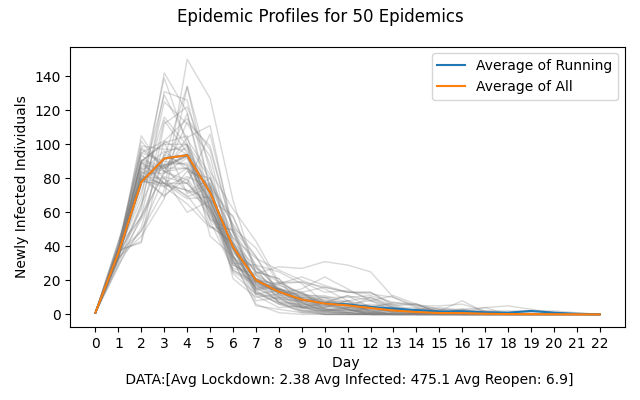 Epidemic Profiles for 50 Epidemics
Newly Infected Individuals
140
120
100
80
60
40
20
0
Average of Running
Average of All
0 1 2 3 4 5 6 7 8 9 10 11 12 13 14 15 16 17 18 19 20 21 22
Day
DATA:[Avg Lockdown: 2.38 Avg Infected: 475.1 Avg Reopen: 6.9]